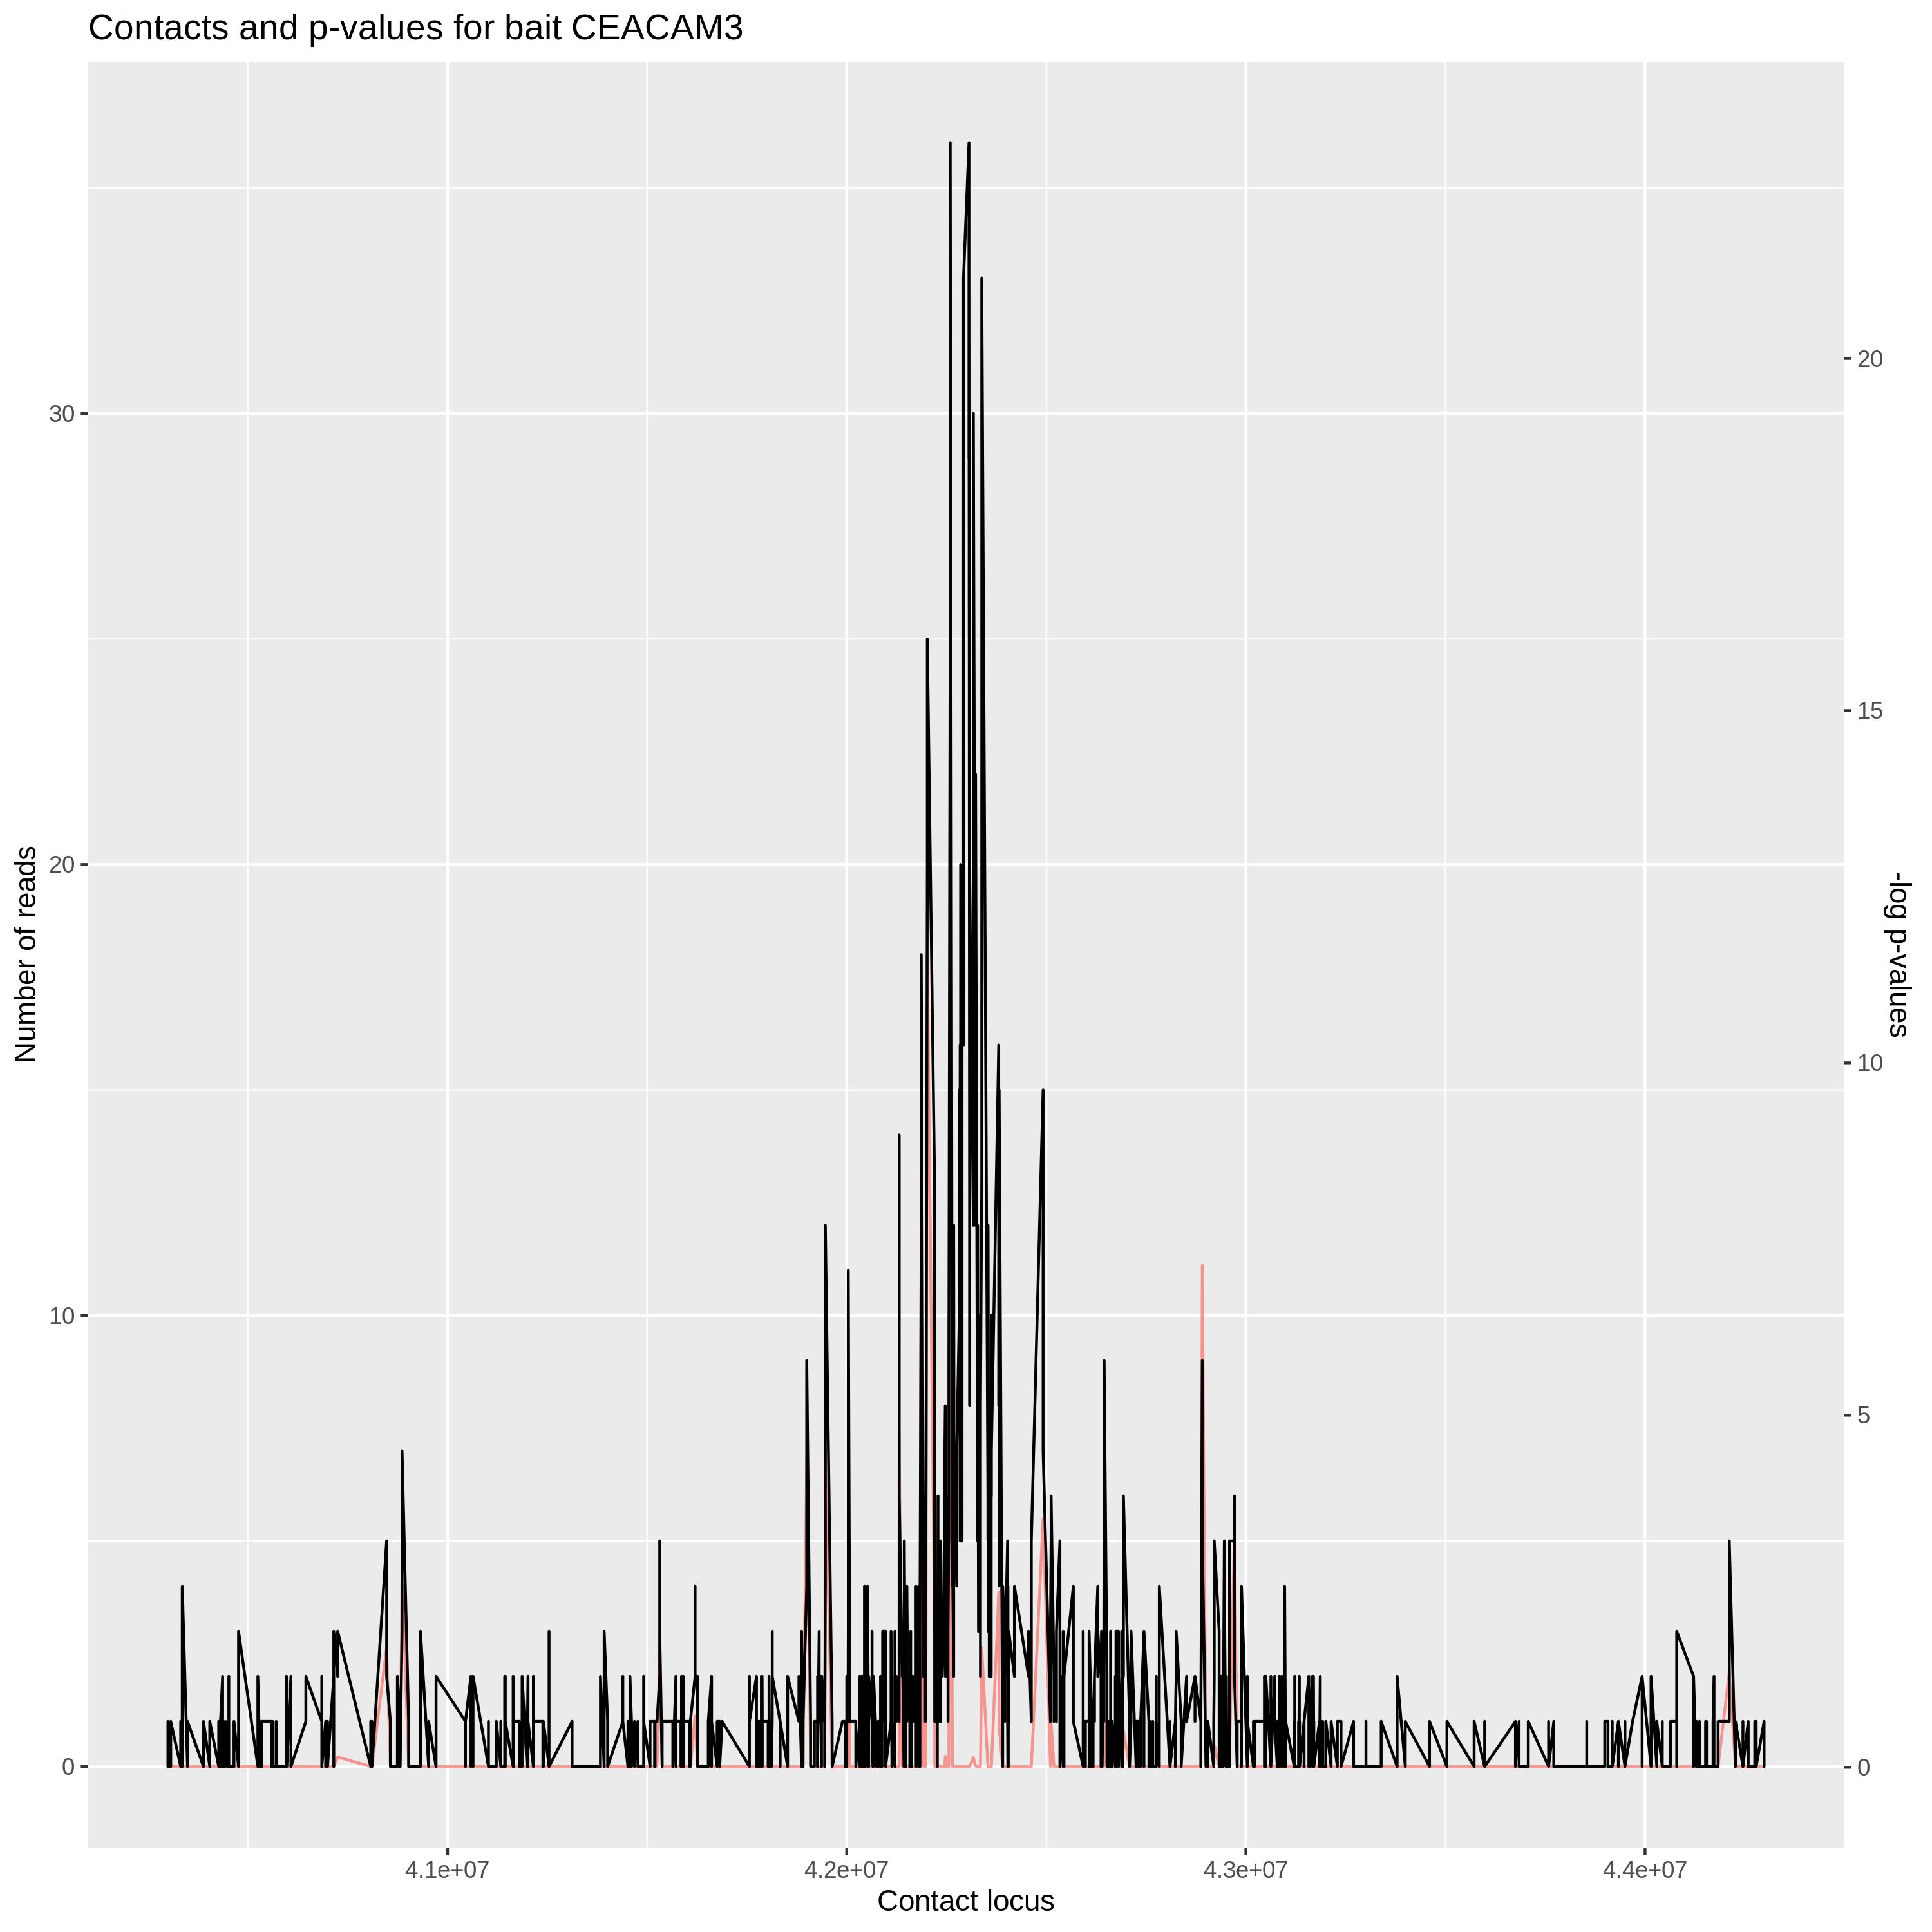 Contacts and p-values for bait CEACAM3
Number of reads
30
20
10
0
20
15
10
5
0
-log p-values
4.1e+07
4.2e+07
4.3e+07
4.4e+07
Contact locus